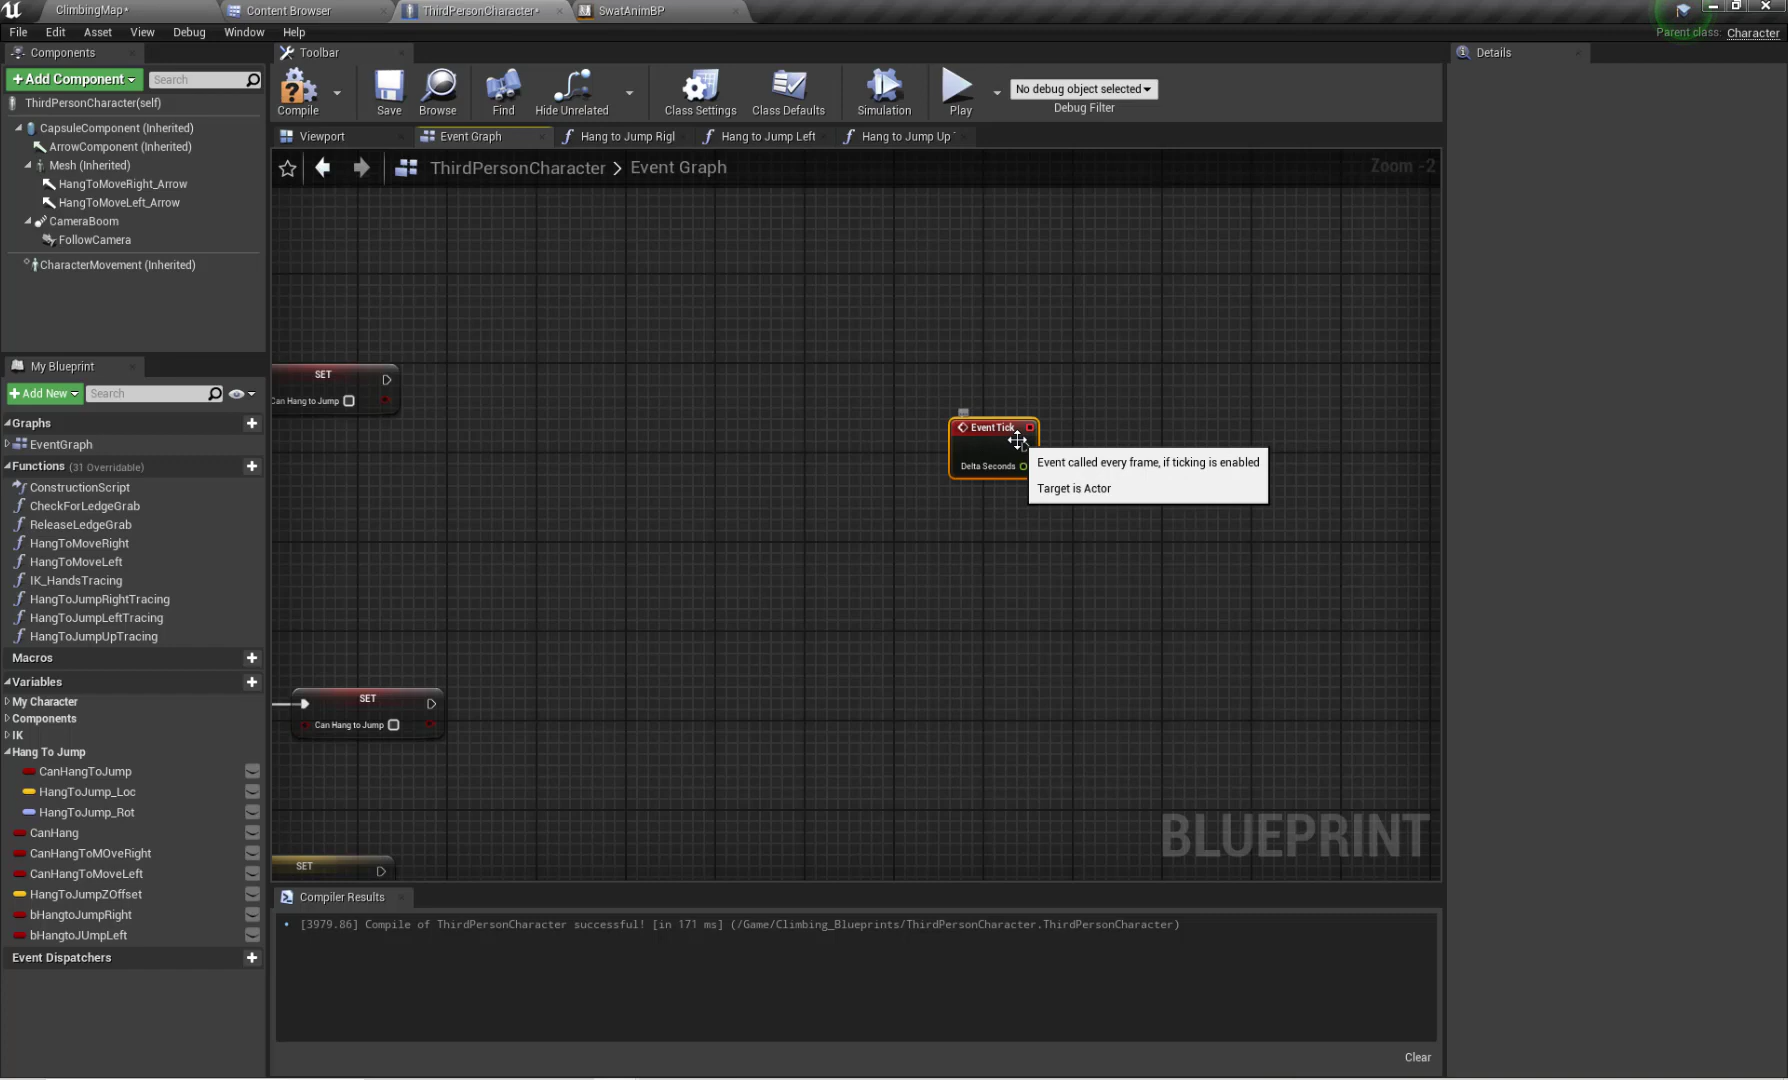 ClimbingMap*
Content Browser
ThirdPersonCharacter*
SwatAnimBP
File
Edit
Asset
View
Debug
Window
Help
Parent class: Character
Components
Toolbar
Details
+Add Component
Search
Compile
Save
Browse
Find
Hide Unrelated
Class Settings
Class Defaults
Simulation
Play
No debug object selected
Debug Filter
ThirdPersonCharacter(self)
CapsuleComponent (Inherited)
ArrowComponent (Inherited)
Mesh (Inherited)
HangToMoveRight_Arrow
HangToMoveLeft_Arrow
CameraBoom
FollowCamera
CharacterMovement (Inherited)
Viewport
Event Graph
Hang to Jump Rigl
Hang to Jump Left
Hang to Jump Up
ThirdPersonCharacter > Event Graph
Zoom -2
My Blueprint
+Add New
Search
Graphs
EventGraph
Functions (31 Overridable)
ConstructionScript
CheckForLedgeGrab
ReleaseLedgeGrab
HangToMoveRight
HangToMoveLeft
IK_HandsTracing
HangToJumpRightTracing
HangToJumpLeftTracing
HangToJumpUpTracing
Macros
Variables
My Character
Components
IK
Hang To Jump
CanHangToJump
HangToJump_Loc
HangToJump_Rot
CanHang
CanHangToMOveRight
CanHangToMoveLeft
HangToJumpZOffset
bHangtoJumpRight
bHangtoJUmpLeft
Event Dispatchers
SET
Can Hang to Jump
SET
Can Hang to Jump
SET
Event Tick
Delta Seconds
Event called every frame, if ticking is enabled
Target is Actor
BLUEPRINT
Compiler Results
[3979.86] Compile of ThirdPersonCharacter successful! [in 171 ms] (/Game/Climbing_Blueprints/ThirdPersonCharacter.ThirdPersonCharacter)
Clear